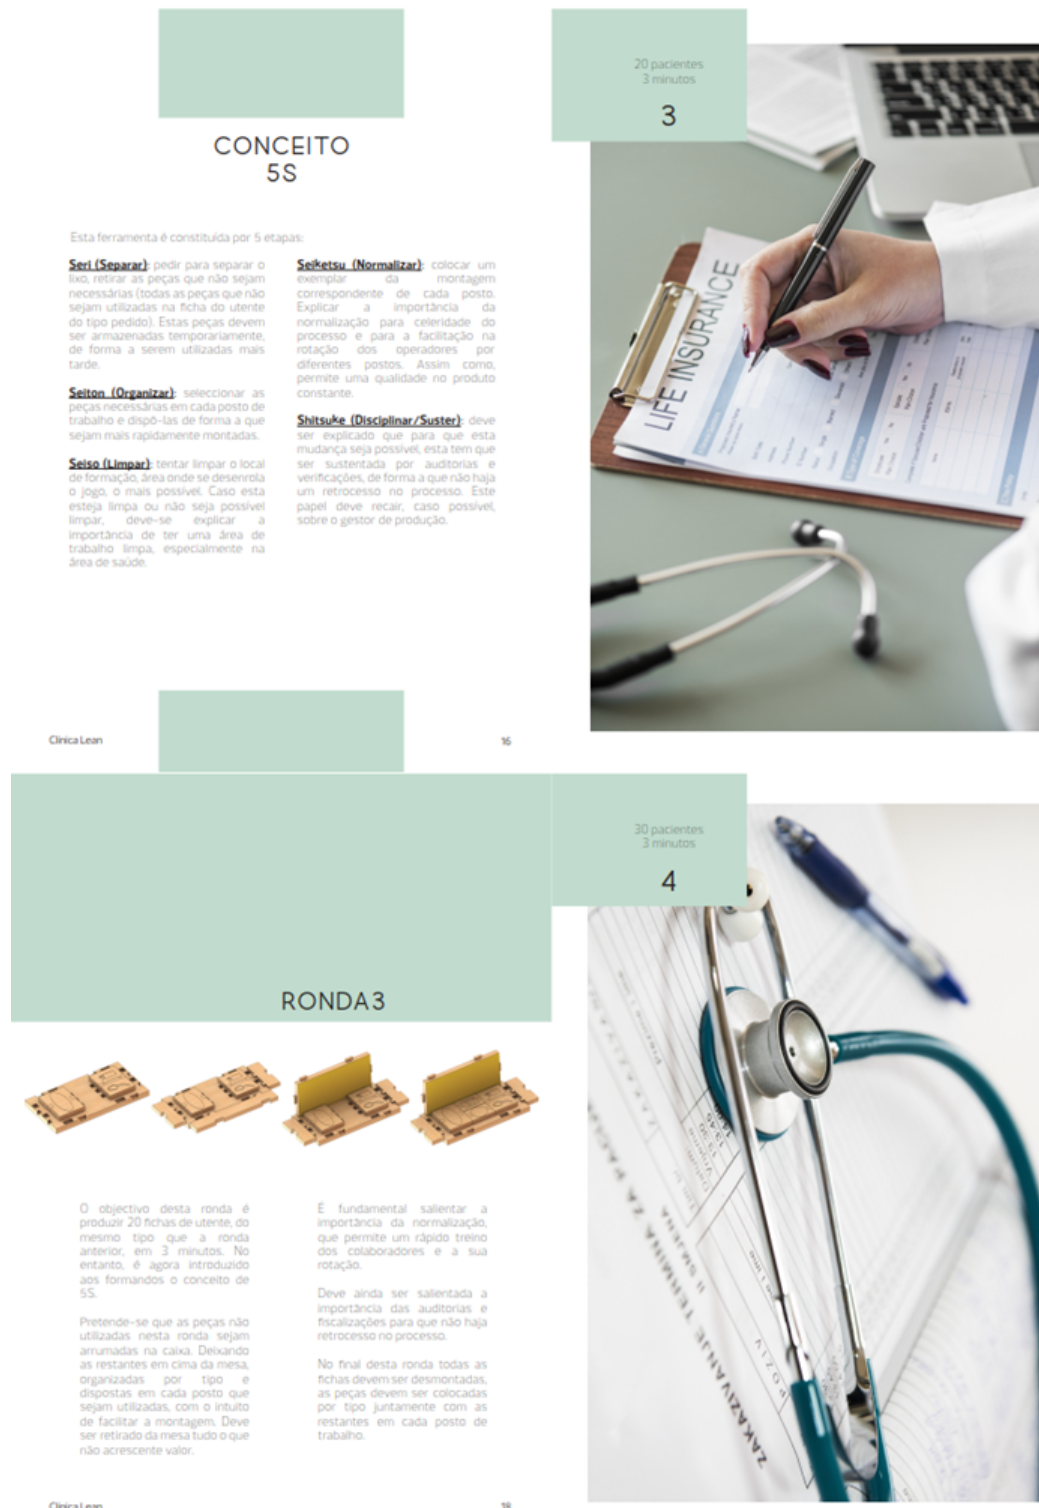 CONCEITO
5S
Esta ferramenta é constituída por 5 etapas:
Seri (Separar): pedir para separar o
lixo, retirar as peças que não sejam
necessárias (todas as peças que não
sejam utilizadas na ficha do utente
do tipo pedido). Estas peças devem
ser armazenadas temporariamente,
de forma a serem utilizadas mais
tarde.
Seiton (Organizar): seleccionar as
peças necessárias em cada posto de
trabalho e dispô-las de forma a que
sejam mais rapidamente montadas.
Seiso (Limpar): tentar limpar o local
de formação, área onde se desenrola
o jogo, o mais possível. Caso esta
esteja limpa ou não seja possível
limpar, deve-se explicar a
importância de ter uma área de
trabalho limpa, especialmente na
área de saúde.
Seiketsu (Normalizar): colocar um
exemplar da montagem
correspondente de cada posto.
Explicar a importância da
normalização para celeridade do
processo e para a facilitação na
rotação dos operadores por
diferentes postos. Assim como,
permite uma qualidade no produto
constante.
Shitsuke (Disciplinar/Suster): deve
ser explicado que para que esta
mudança seja possível, esta tem que
ser sustentada por auditorias e
verificações, de forma a que não haja
um retrocesso no processo. Este
papel deve recair, caso possível,
sobre o gestor de produção.
Clínica Lean
16
20 pacientes
3 minutos
3
LIFE INSURANCE
RONDA3
O objectivo desta ronda é
produzir 20 fichas de utente, do
mesmo tipo que a ronda
anterior, em 3 minutos. No
entanto, é agora introduzido
aos formandos o conceito de
5S.
Pretende-se que as peças não
utilizadas nesta ronda sejam
arrumadas na caixa. Deixando
as restantes em cima da mesa,
organizadas por tipo e
dispostas em cada posto que
sejam utilizadas, com o intuito
de facilitar a montagem. Deve
ser retirado da mesa tudo o que
não acrescente valor.
É fundamental salientar a
importância da normalização,
que permite um rápido treino
dos colaboradores e a sua
rotação.
Deve ainda ser salientada a
importância das auditorias e
fiscalizações para que não haja
retrocesso no processo.
No final desta ronda todas as
fichas devem ser desmontadas,
as peças devem ser colocadas
por tipo juntamente com as
restantes em cada posto de
trabalho.
Clínica Lean
18
30 pacientes
3 minutos
4
ZAKAZIVANJE TERMINA ZA
II SMJENA
POZIV